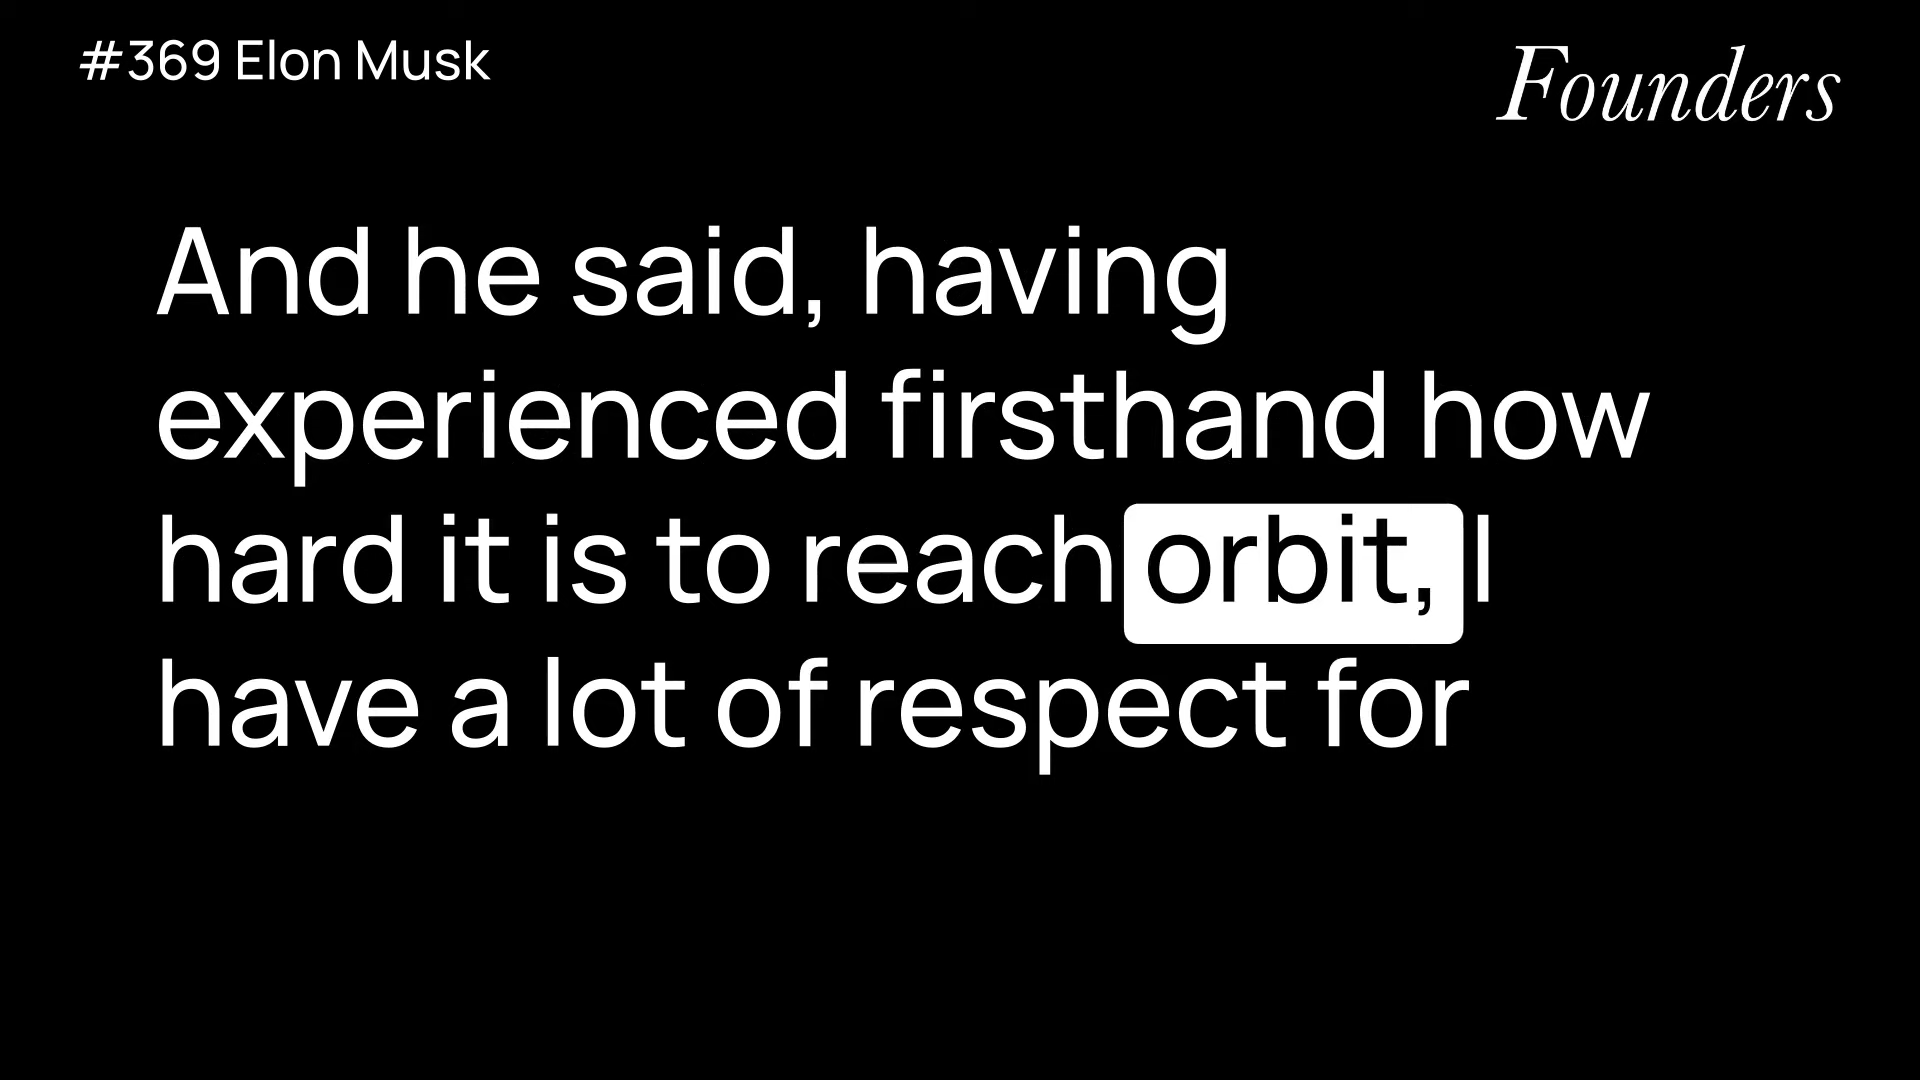 #369 Elon Musk
Founders
And he said, having
experienced firsthand how
hard it is to reach orbit, I
have a lot of respect for